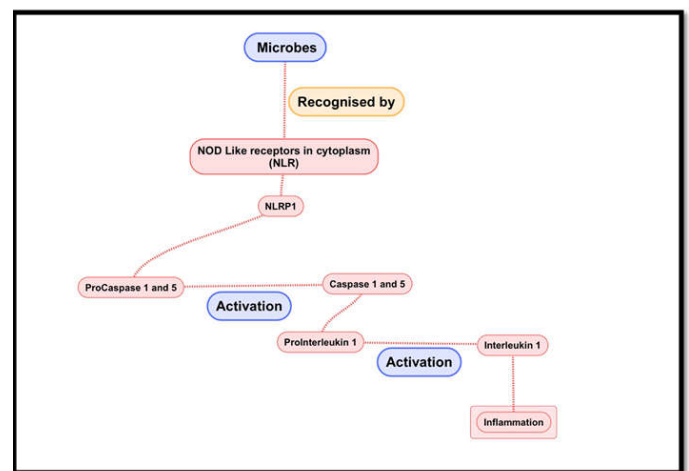 Microbes
Recognised by
NOD Like receptors in cytoplasm
(NLR)
NLRP1
ProCaspase 1 and 5
Activation
Caspase 1 and 5
ProInterleukin 1
Activation
Interleukin 1
Inflammation